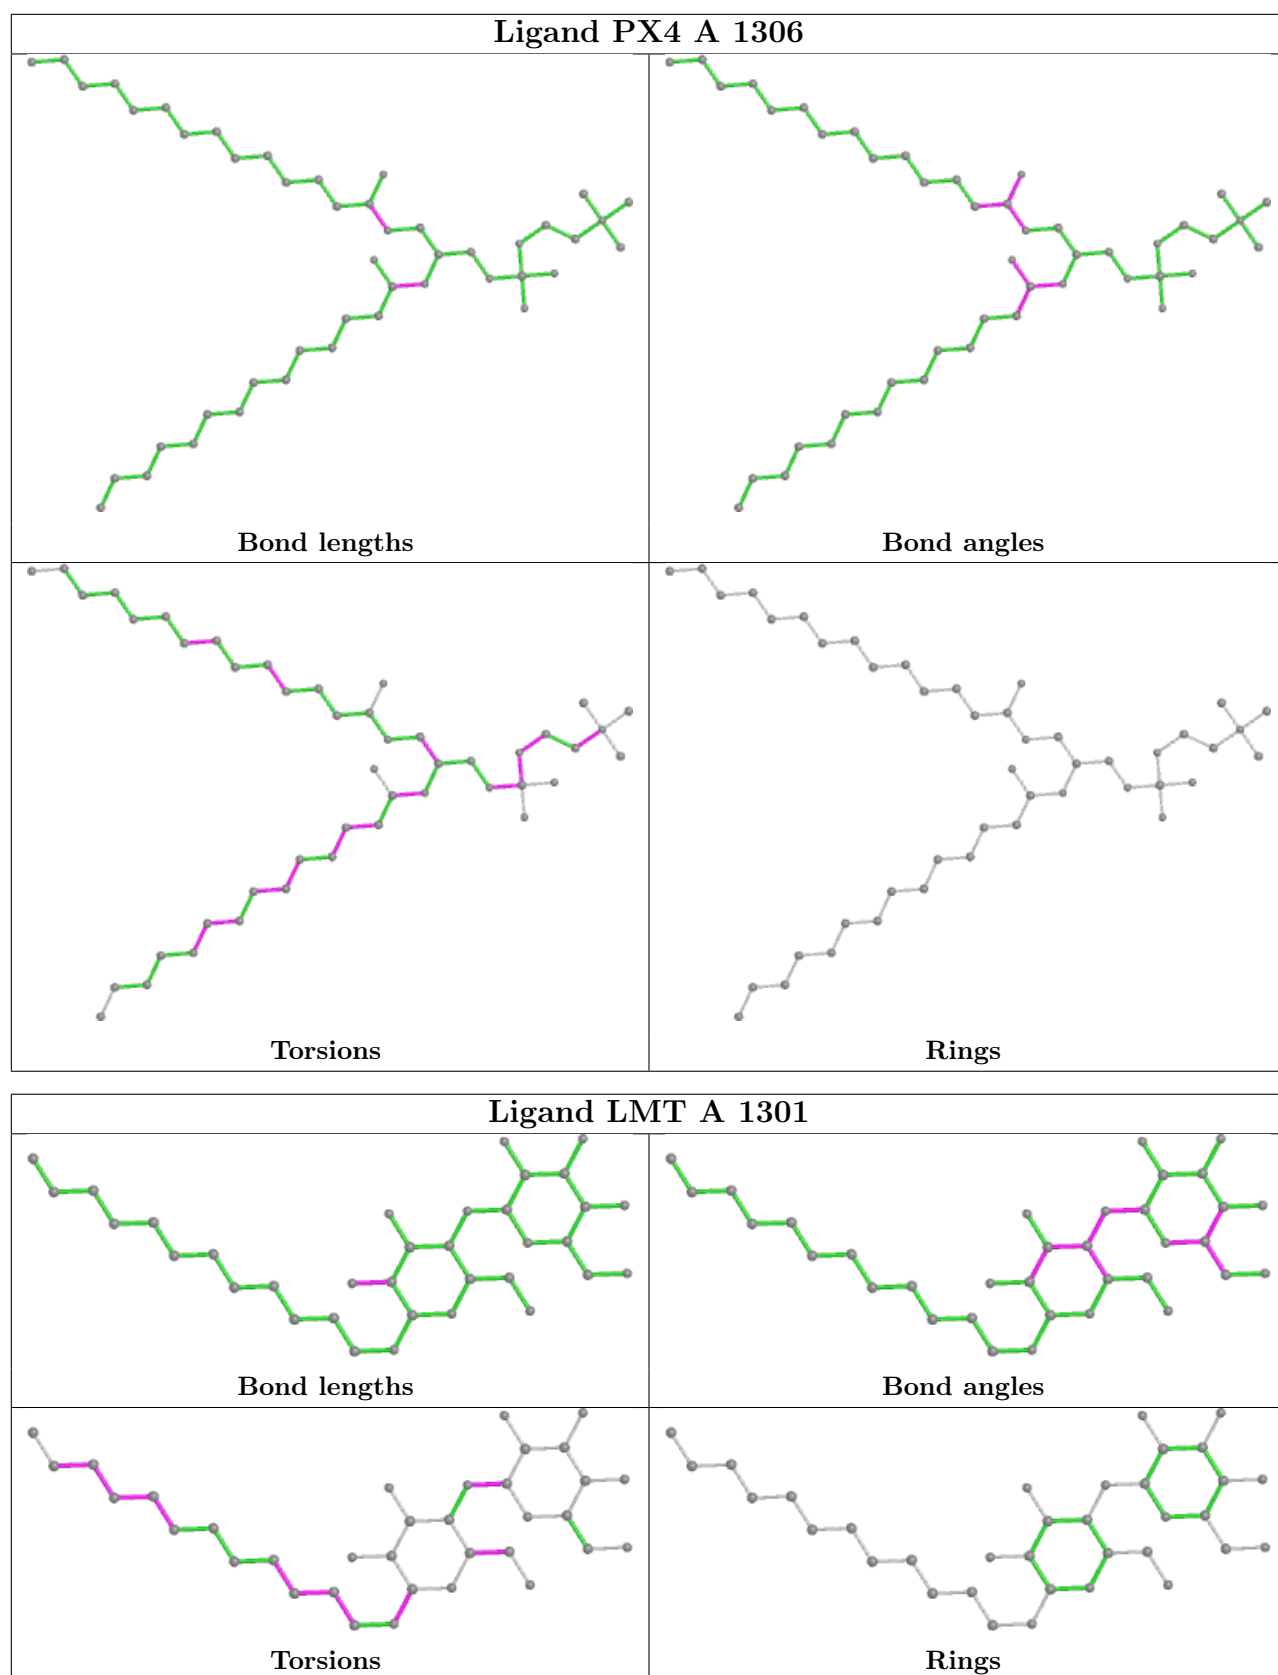 Ligand PX4 A 1306
Bond lengths
Bond angles
Torsions
Rings
Ligand LMT A 1301
Bond lengths
Bond angles
Torsions
Rings